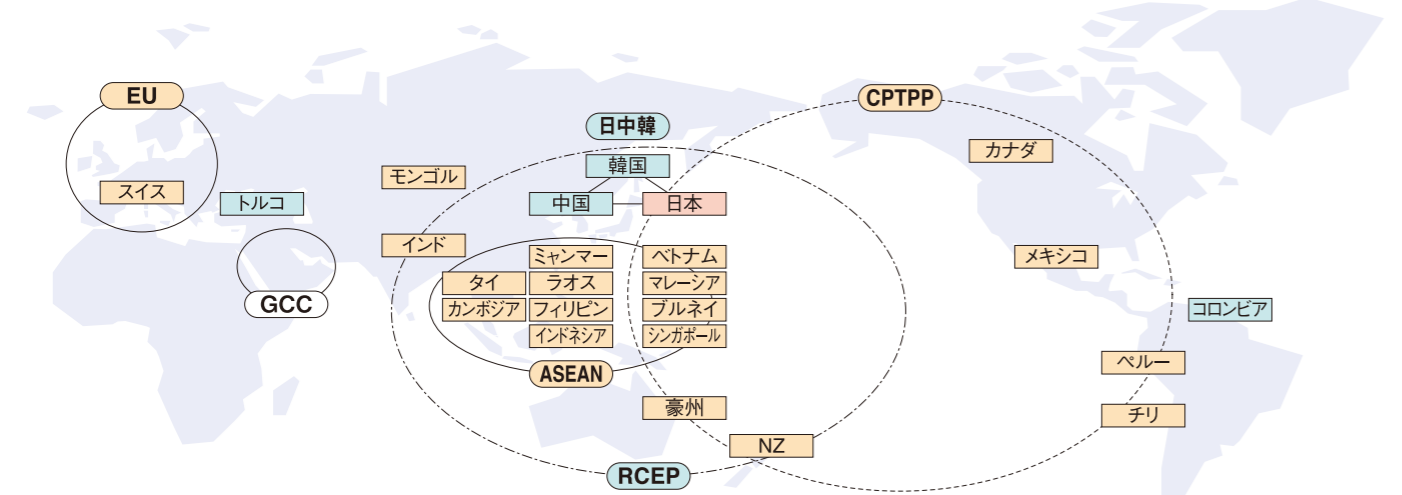 EU
CPTPP
日中韓
カナダ
韓国
モンゴル
スイス
トルコ
中国
日本
インド
ミャンマー
ベトナム
メキシコ
タイ
ラオス
マレーシア
GCC
カンボジア
フィリピン
ブルネイ
コロンビア
インドネシア
シンガポール
ペルー
ASEAN
豪州
チリ
NZ
RCEP